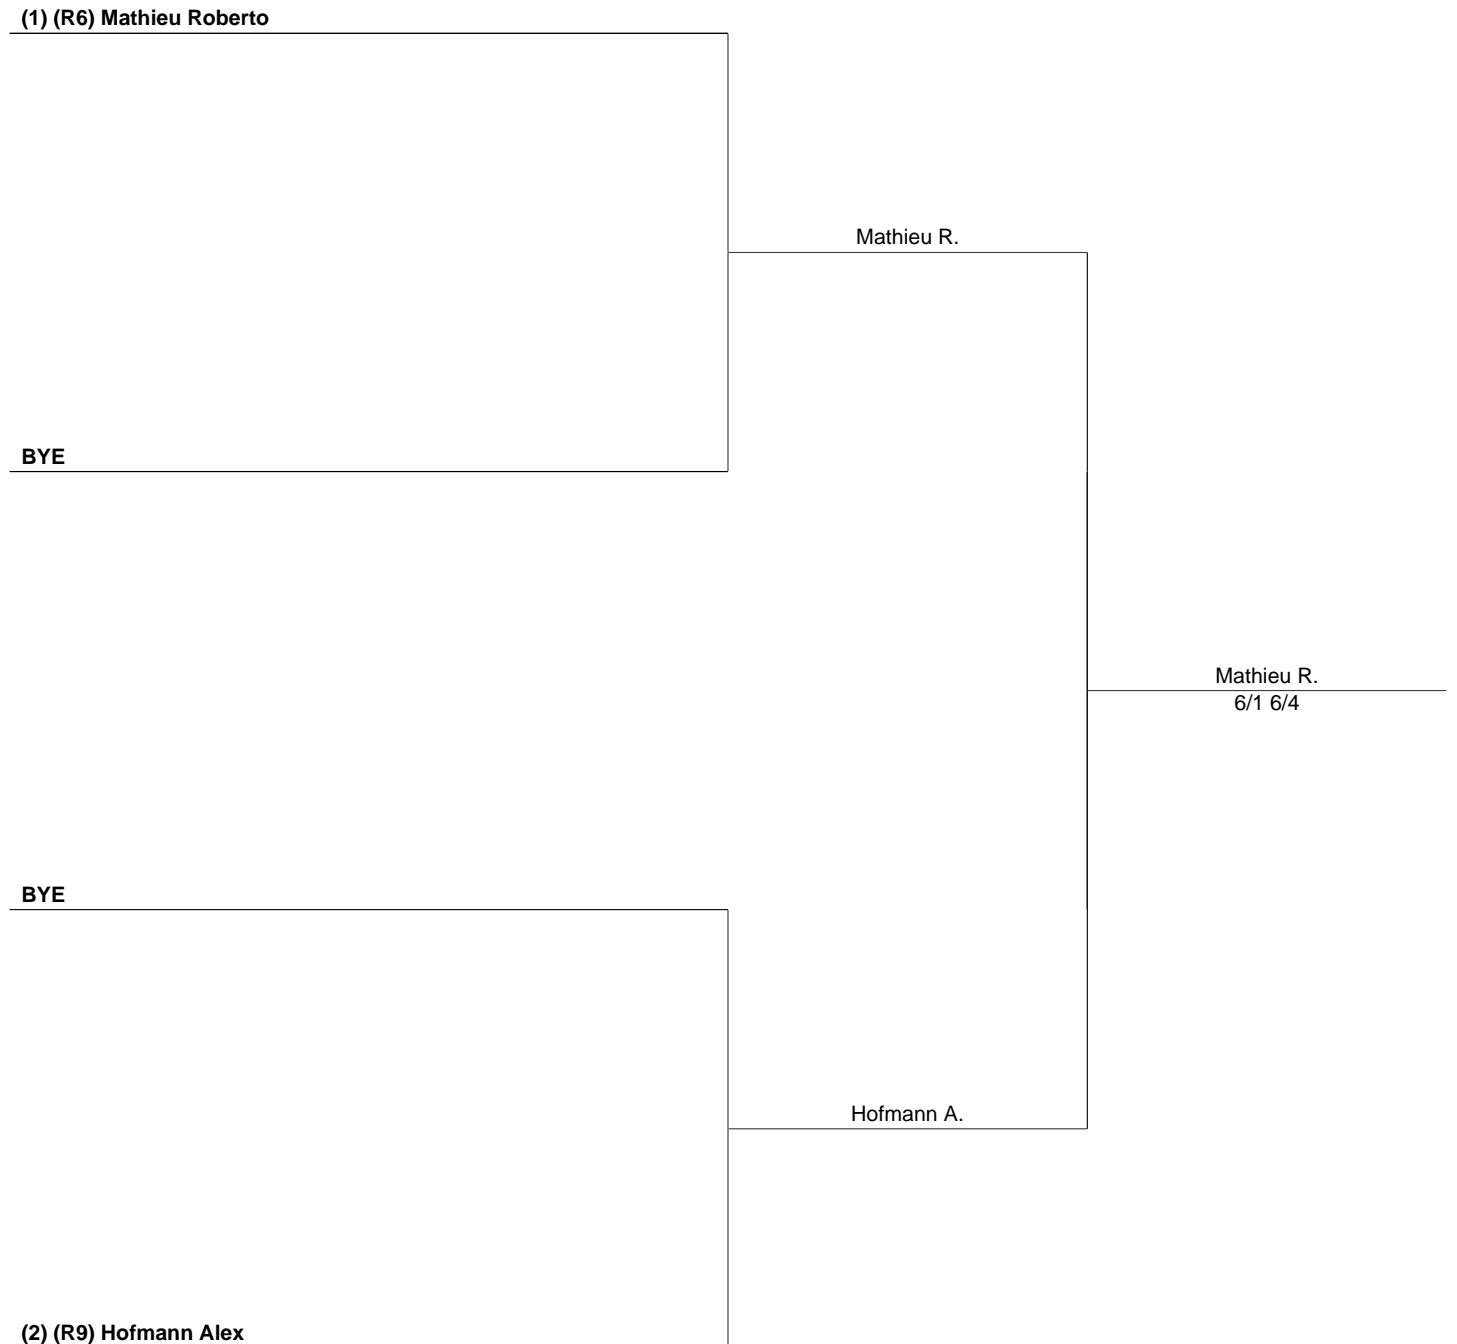 (1) (R6) Mathieu Roberto
Mathieu R.
BYE
Mathieu R.
6/1 6/4
BYE
Hofmann A.
(2) (R9) Hofmann Alex